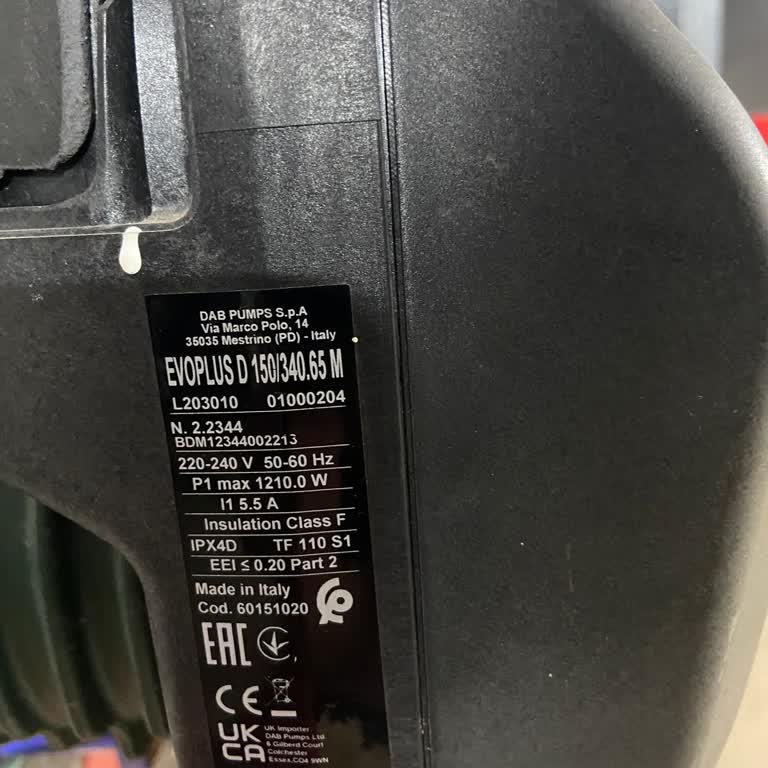 DAB PUMPS S.p.A
Via Marco Polo, 14
35035 Mestrino (PD) - Italy
EVOPLUS D 150/340.65 M
L203010 01000204
N. 2.2344
BDM12344002213
220-240 V 50-60 Hz
P1 max 1210.0 W
I1 5.5 A
Insulation Class F
IPX4D TF 110 S1
EEI ≤ 0.20 Part 2
Made in Italy
Cod. 60151020
EAC
CE
UK
CA
UK Importer
DAB Pumps Ltd.
6 Gilberd Court
Colchester
Essex,CO4 9WN